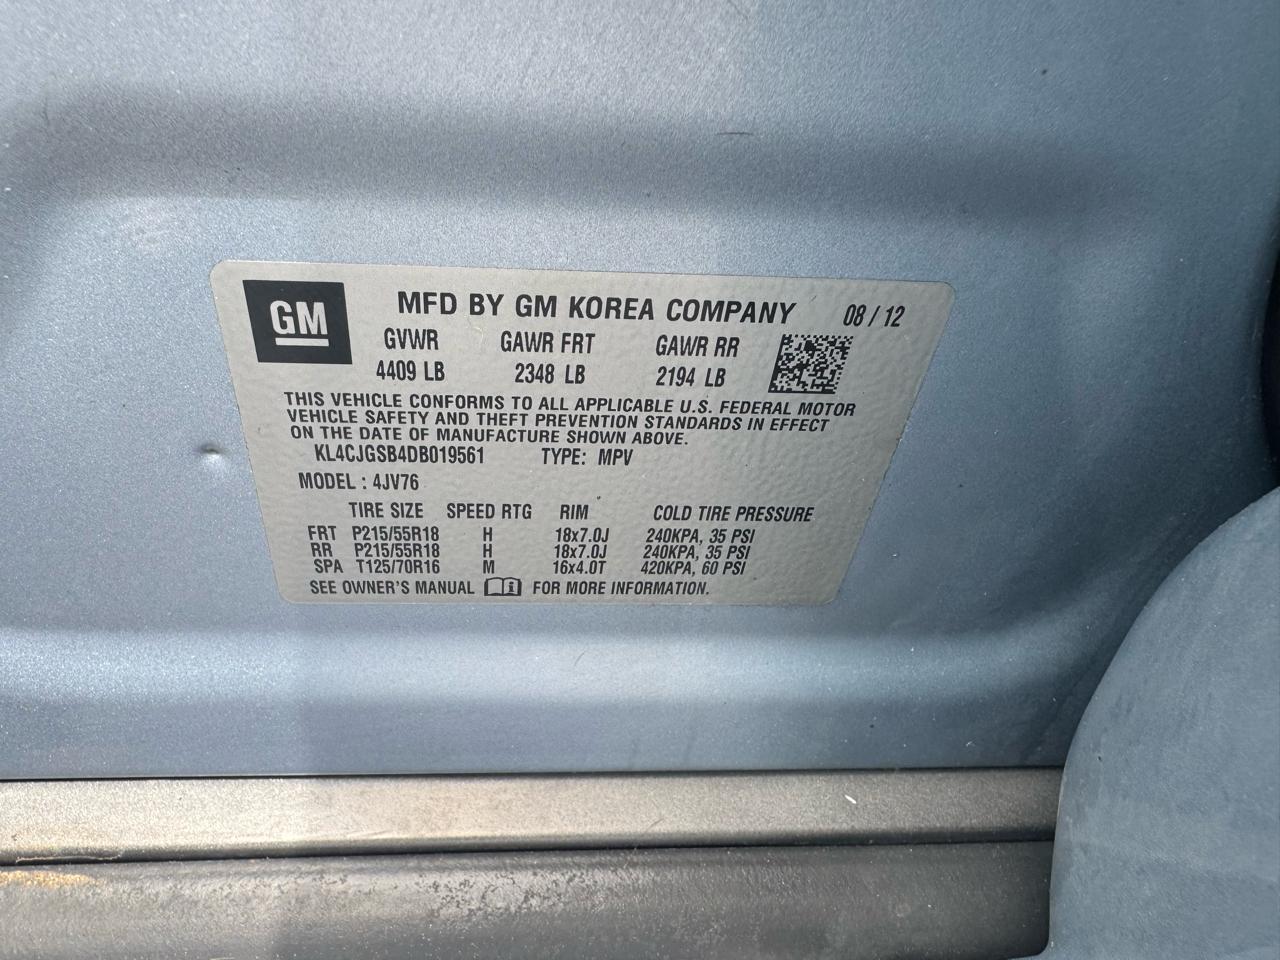 GM
MFD BY GM KOREA COMPANY 08 / 12
GVWR GAWR FRT GAWR RR
4409 LB 2348 LB 2194 LB
THIS VEHICLE CONFORMS TO ALL APPLICABLE U.S. FEDERAL MOTOR
VEHICLE SAFETY AND THEFT PREVENTION STANDARDS IN EFFECT
ON THE DATE OF MANUFACTURE SHOWN ABOVE.
KL4CJGSB4DB019561 TYPE: MPV
MODEL : 4JV76
TIRE SIZE SPEED RTG RIM COLD TIRE PRESSURE
FRT P215/55R18 H 18x7.0J 240KPA, 35 PSI
RR P215/55R18 H 18x7.0J 240KPA, 35 PSI
SPA T125/70R16 M 16x4.0T 420KPA, 60 PSI
SEE OWNER'S MANUAL i FOR MORE INFORMATION.